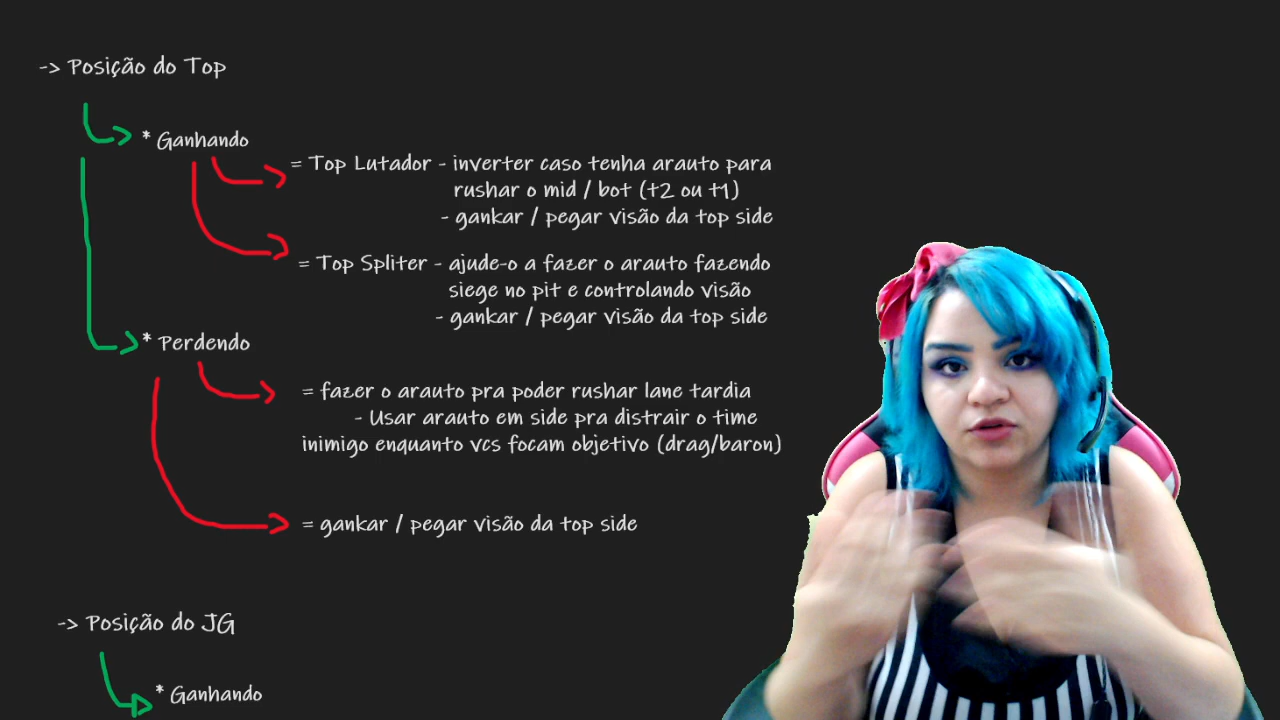 -> Posição do Top
* Ganhando
= Top Lutador - inverter caso tenha arauto para
rushar o mid / bot (t2 ou t1)
- gankar / pegar visão da top side
= Top Spliter - ajude-o a fazer o arauto fazendo
siege no pit e controlando visão
- gankar / pegar visão da top side
* Perdendo
= fazer o arauto pra poder rushar lane tardia
- Usar arauto em side pra distrair o time
inimigo enquanto vcs focam objetivo (drag/baron)
= gankar / pegar visão da top side
-> Posição do JG
* Ganhando